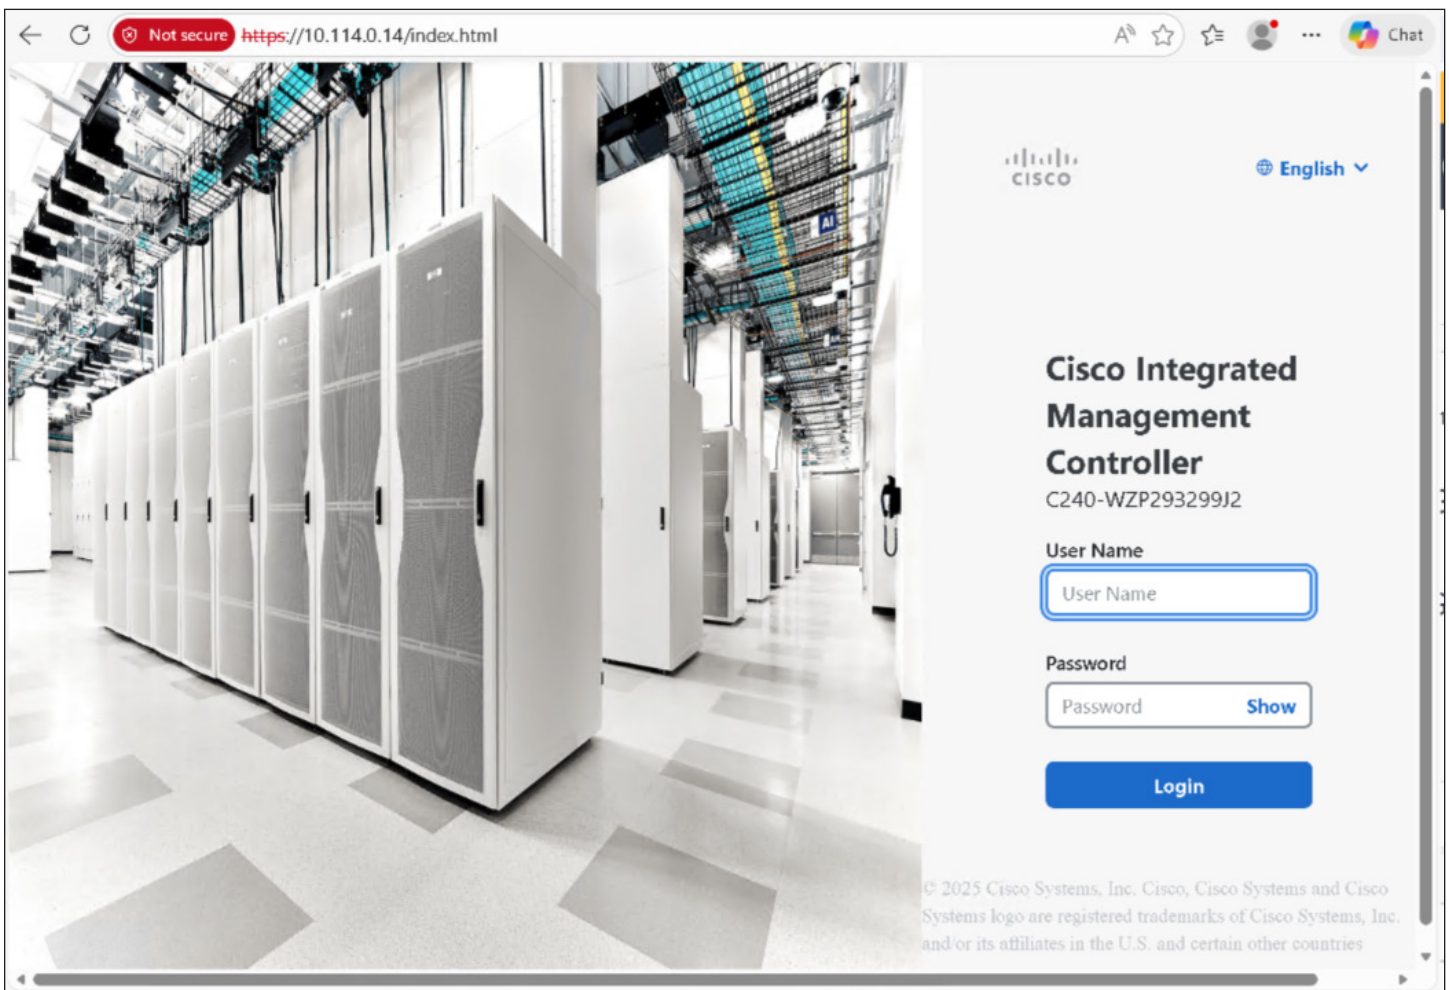 Not secure https://10.114.0.14/index.html
Chat
CISCO
English
AI
Cisco Integrated
Management
Controller
C240-WZP293299J2
User Name
User Name
Password
Password Show
Login
© 2025 Cisco Systems, Inc. Cisco, Cisco Systems and Cisco
Systems logo are registered trademarks of Cisco Systems, Inc.
and/or its affiliates in the U.S. and certain other countries